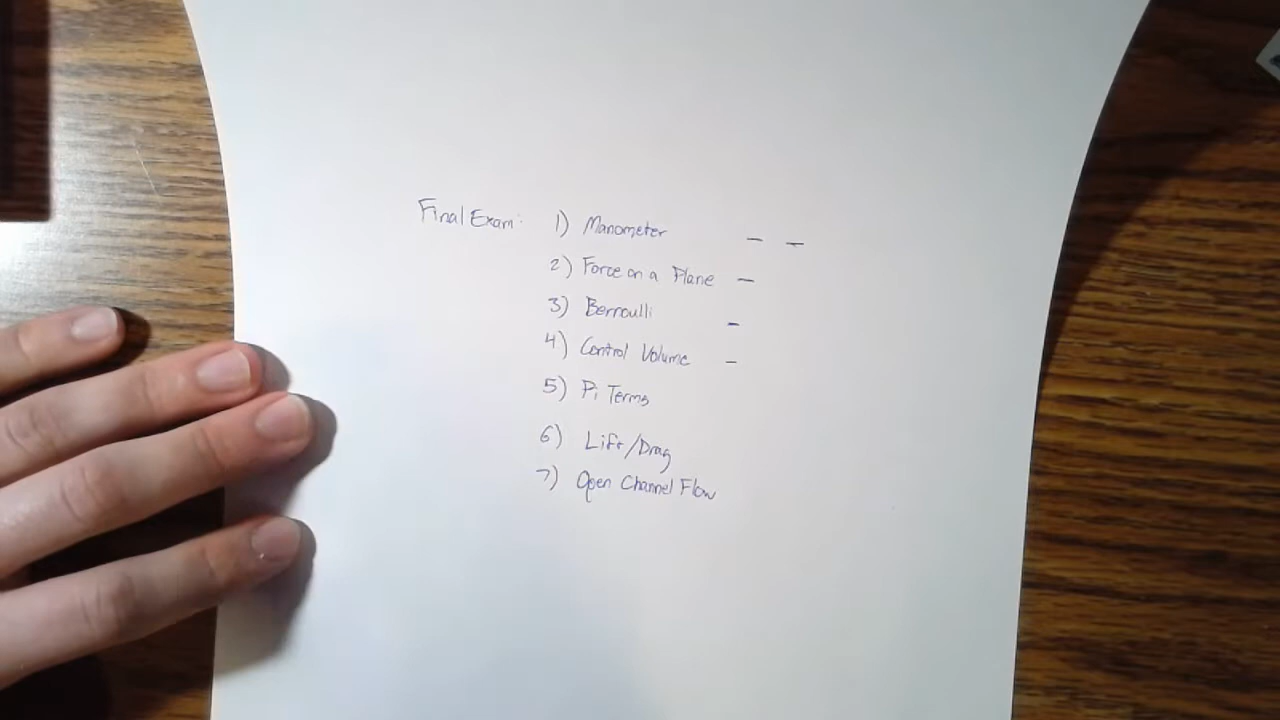 Final Exam: 1) Manometer - -
2) Force on a Plane -
3) Bernoulli -
4) Control Volume -
5) Pi Terms
6) Lift/Drag
7) Open Channel Flow